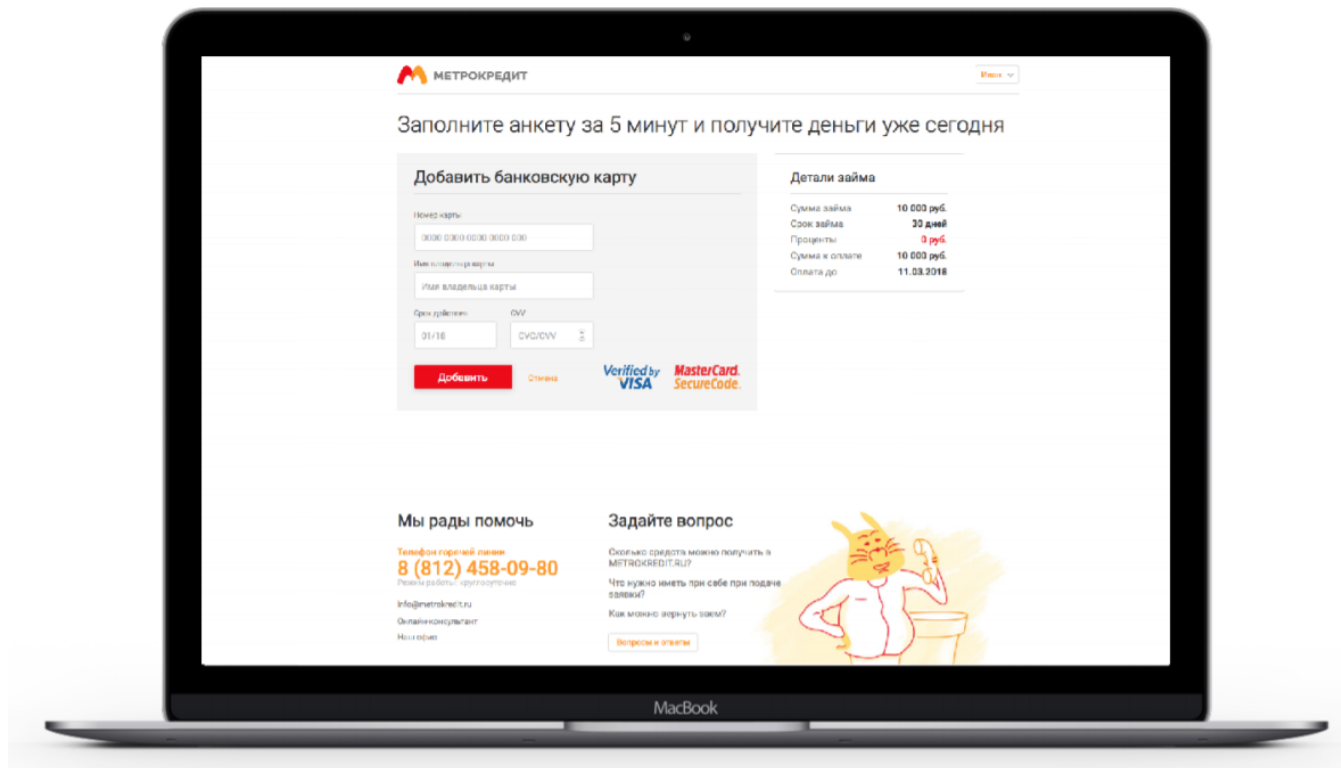 МЕТРОКРЕДИТ
Иван
Заполните анкету за 5 минут и получите деньги уже сегодня
Добавить банковскую карту
Номер карты
0000 0000 0000 0000 000
Имя владельца карты
Имя владельца карты
Срок действия CVV
01/18 CVC/CVV
Добавить Отмена
Verified by VISA
MasterCard. SecureCode.
Детали займа
Сумма займа 10 000 руб.
Срок займа 30 дней
Проценты 0 руб.
Сумма к оплате 10 000 руб.
Оплата до 11.03.2018
Мы рады помочь
Телефон горячей линии
8 (812) 458-09-80
Режим работы: круглосуточно
info@metrokredit.ru
Онлайн-консультант
Наш офис
Задайте вопрос
Сколько средств можно получить в
METROKREDIT.RU?
Что нужно иметь при себе при подаче
заявки?
Как можно вернуть заем?
Вопросы и ответы
MacBook